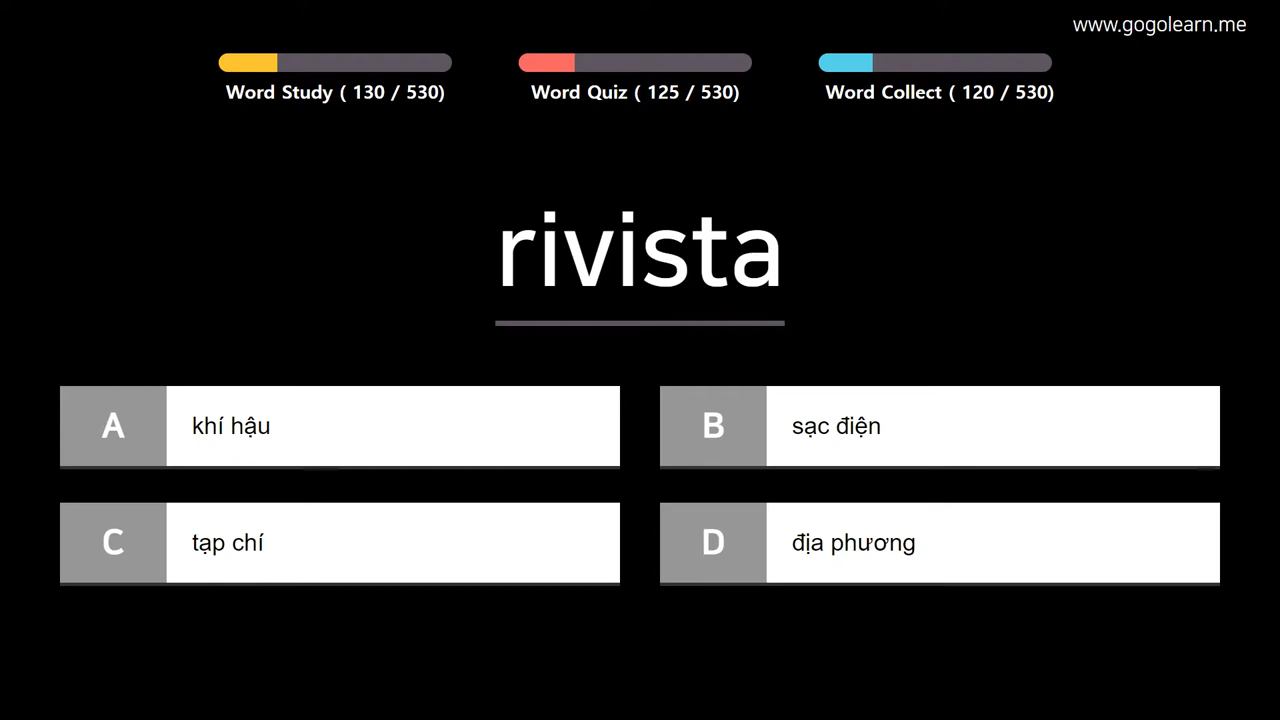 www.gogolearn.me
Word Study ( 130 / 530)
Word Quiz ( 125 / 530)
Word Collect ( 120 / 530)
rivista
A khí hậu
B sạc điện
C tạp chí
D địa phương